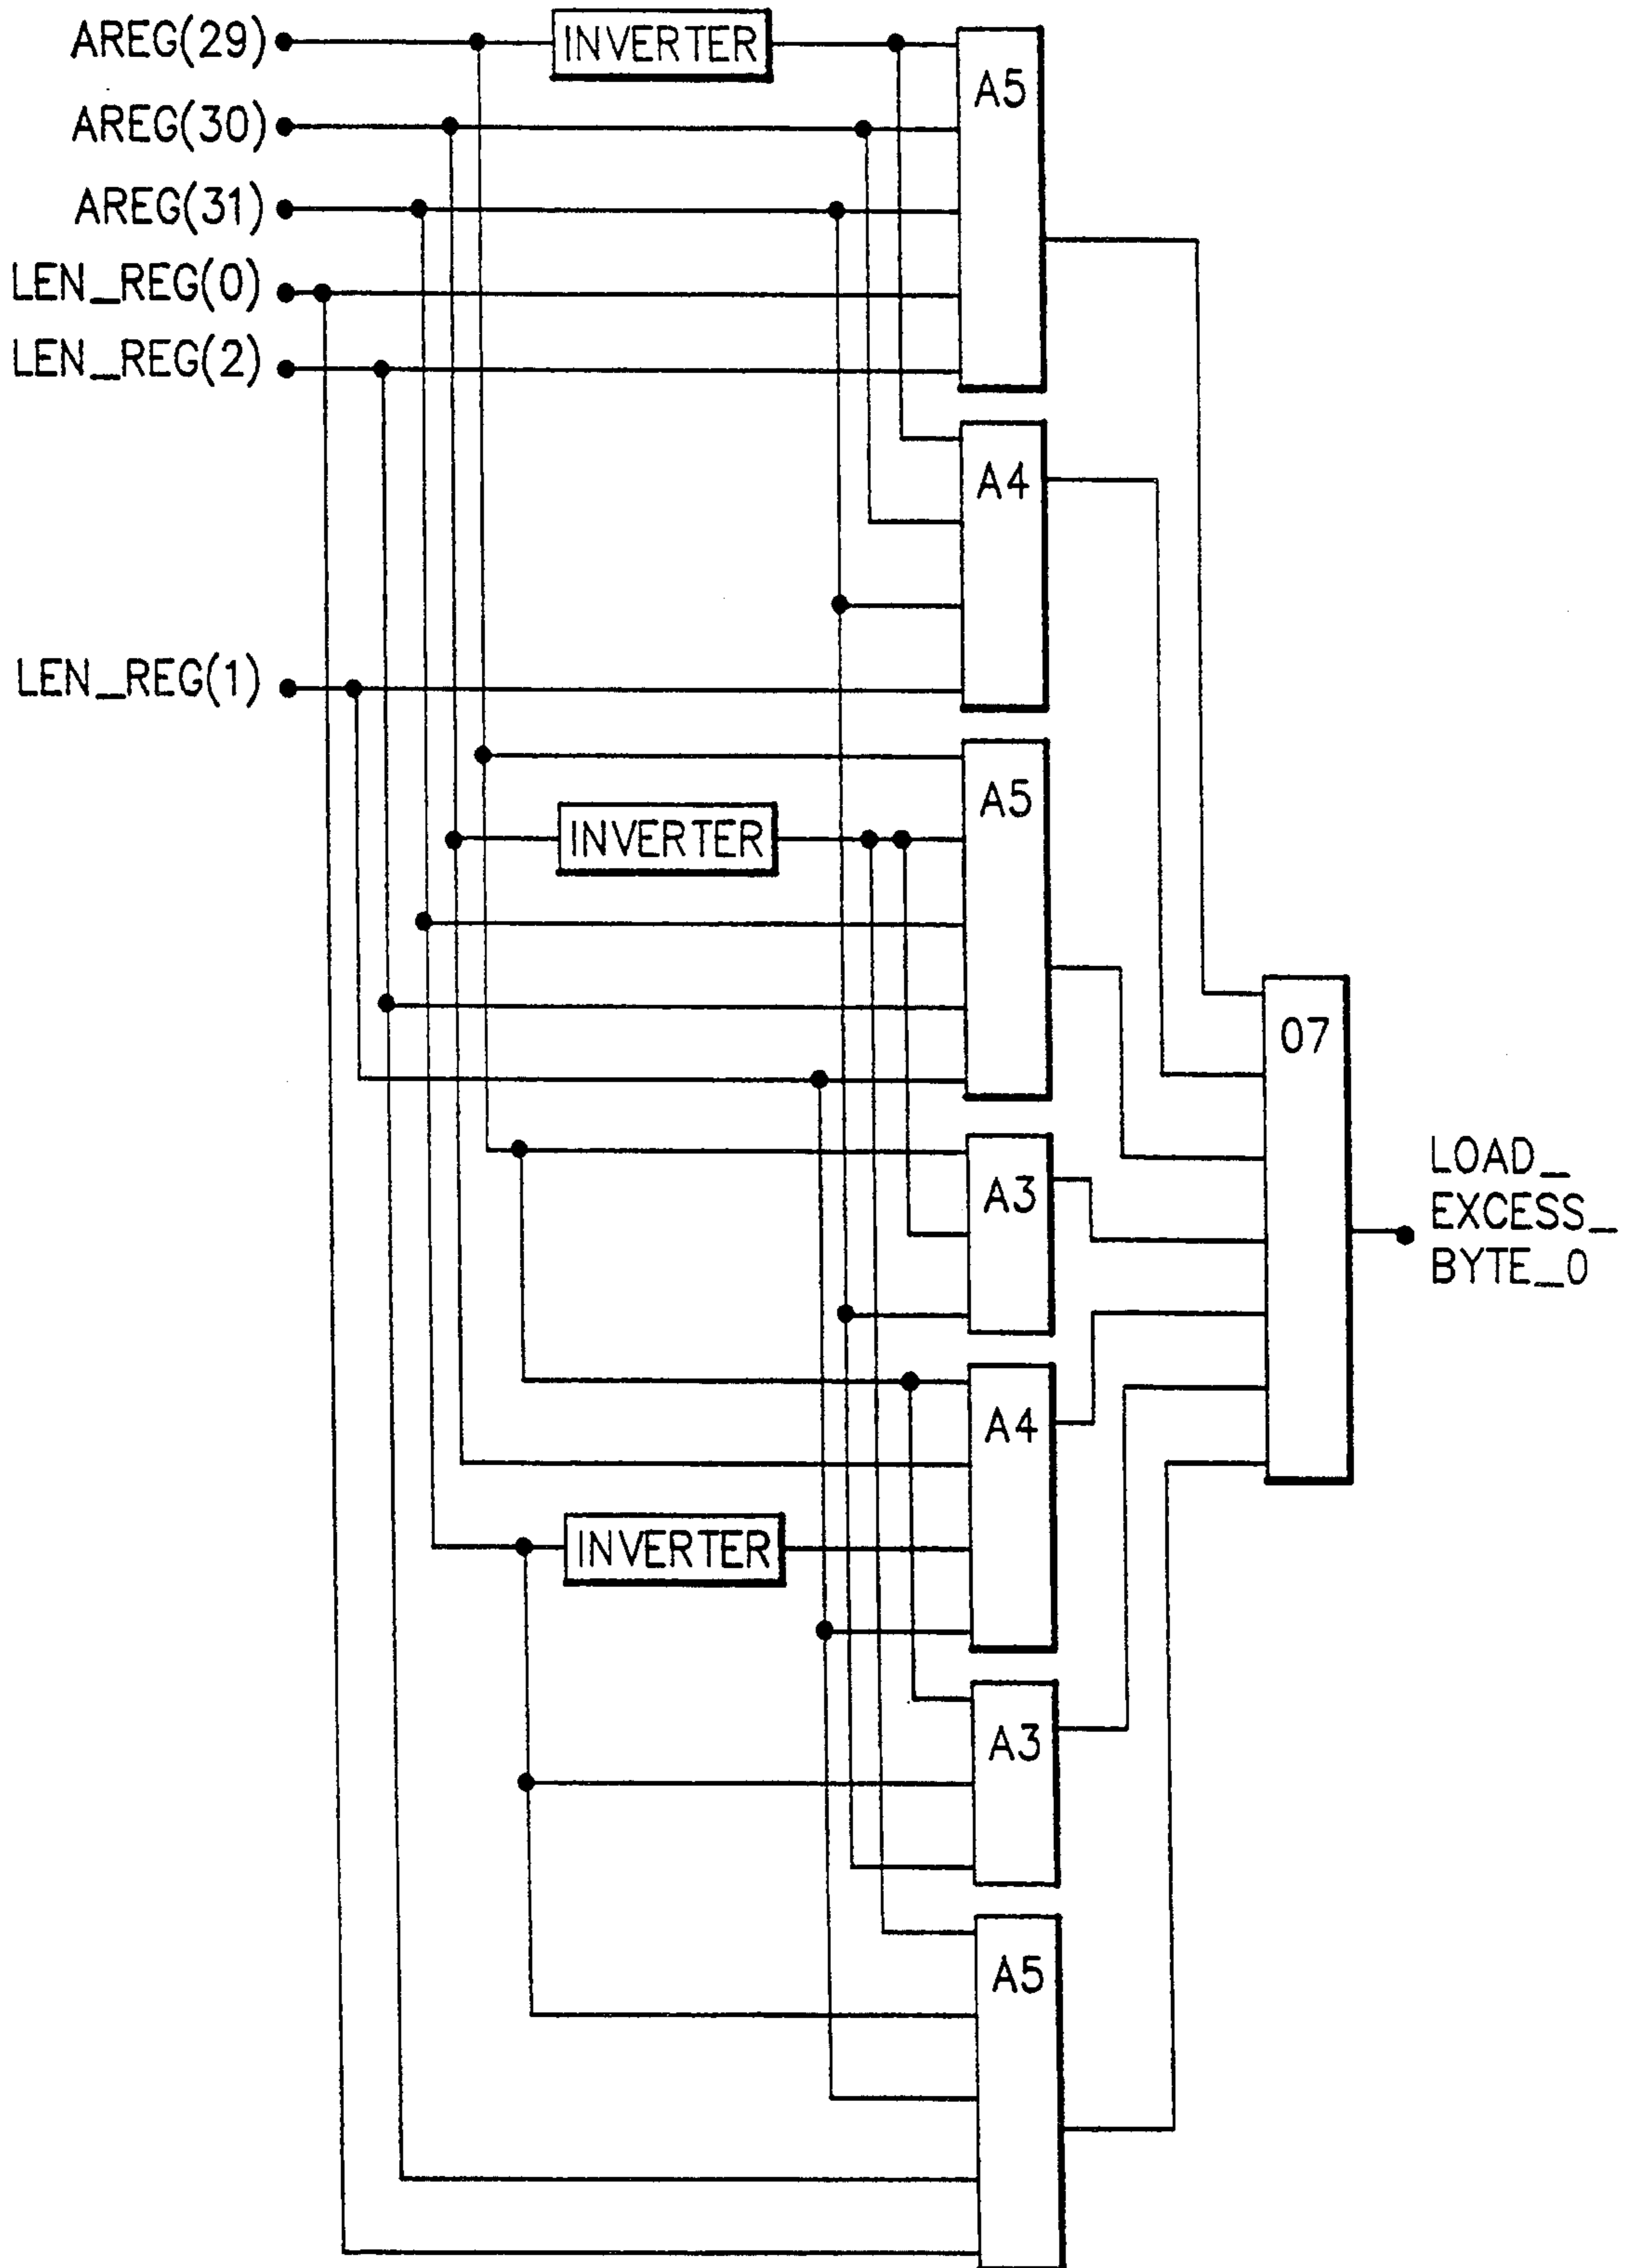 AREG(29)
INVERTER
A5
AREG(30)
AREG(31)
LEN_REG(0)
LEN_REG(2)
A4
LEN_REG(1)
A5
INVERTER
07
A3
LOAD_
EXCESS_
BYTE_0
A4
INVERTER
A3
A5